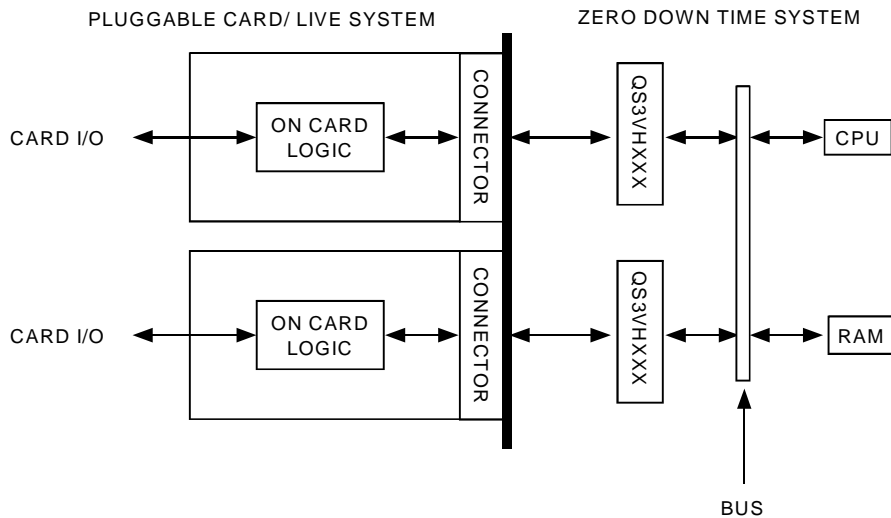 PLUGGABLE CARD/ LIVE SYSTEM
ZERO DOWN TIME SYSTEM
CARD I/O
ON CARD
LOGIC
CONNECTOR
QS3VHXXX
CPU
CARD I/O
ON CARD
LOGIC
CONNECTOR
QS3VHXXX
RAM
BUS